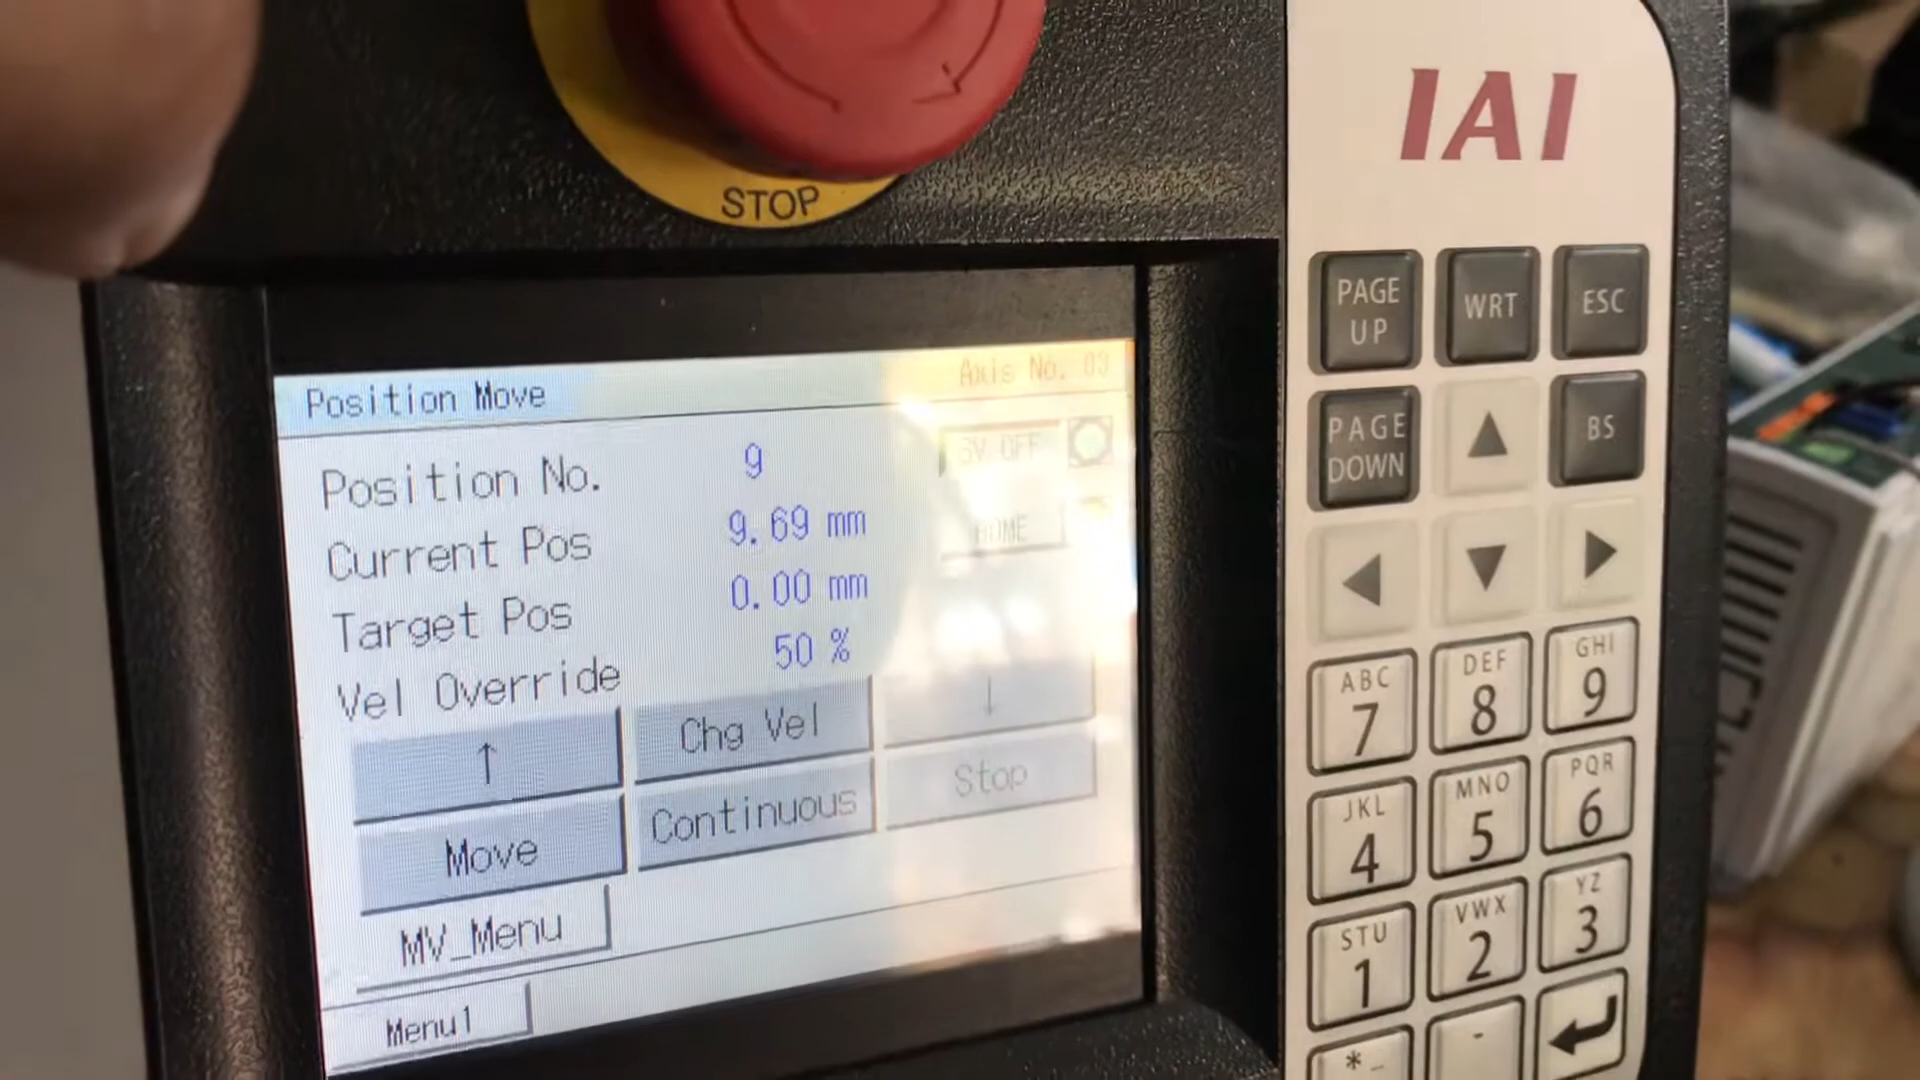 STOP
IAI
Position Move
Axis No. 03
Position No. 9
SV OFF
Current Pos 9.69 mm
HOME
Target Pos 0.00 mm
Vel Override 50 %
↑ Chg Vel ↓
Move Continuous Stop
MV_Menu
Menu1
PAGE UP
WRT
ESC
PAGE DOWN
▲
BS
◀ ▼ ▶
ABC 7
DEF 8
GHI 9
JKL 4
MNO 5
PQR 6
STU 1
VWX 2
YZ 3
*_
-